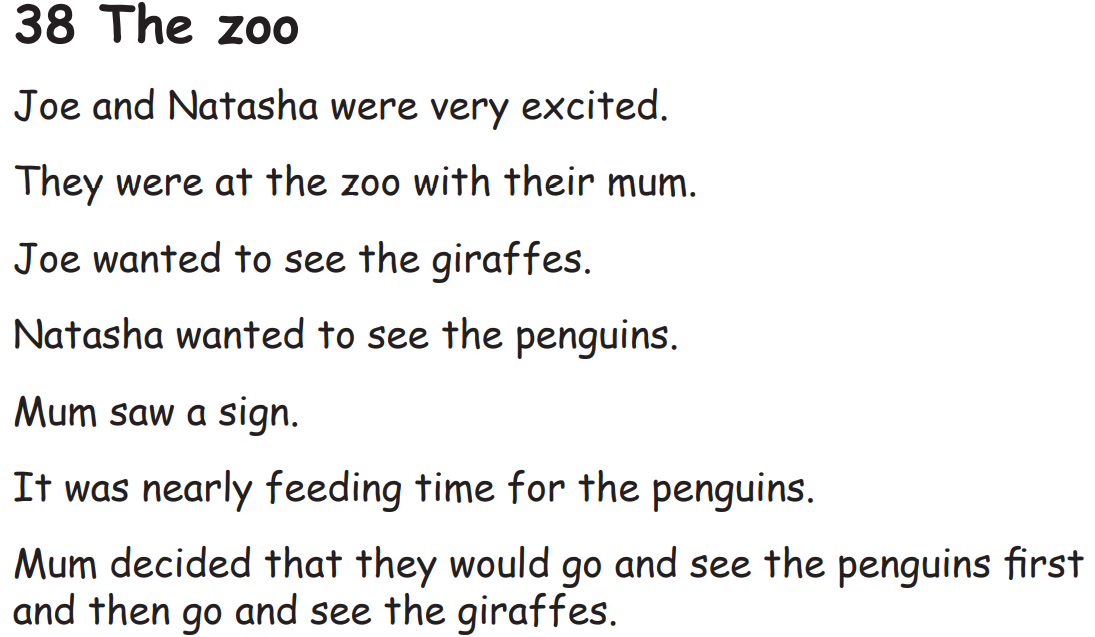 38 The zoo
Joe and Natasha were very excited.
They were at the zoo with their mum.
Joe wanted to see the giraffes.
Natasha wanted to see the penguins.
Mum saw a sign.
It was nearly feeding time for the penguins.
Mum decided that they would go and see the penguins first
and then go and see the giraffes.